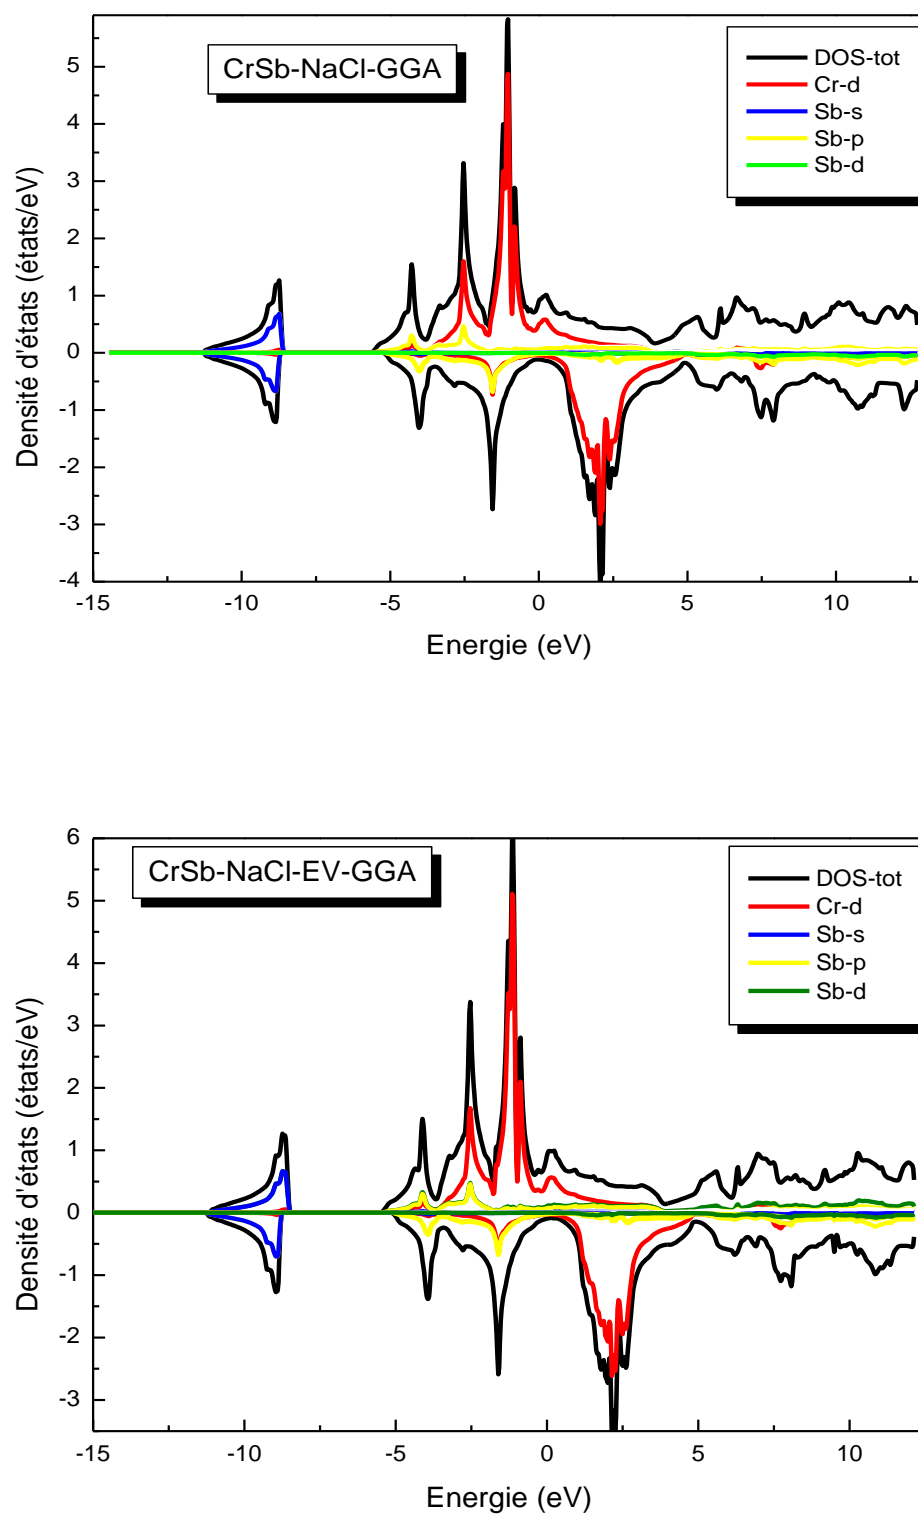 CrSb-NaCl-GGA
DOS-tot
Cr-d
Sb-s
Sb-p
Sb-d
Densité d'états (états/eV)
5
4
3
2
1
0
-1
-2
-3
-4
-15 -10 -5 0 5 10
Energie (eV)
CrSb-NaCl-EV-GGA
DOS-tot
Cr-d
Sb-s
Sb-p
Sb-d
Densité d'états (états/eV)
6
5
4
3
2
1
0
-1
-2
-3
-15 -10 -5 0 5 10
Energie (eV)